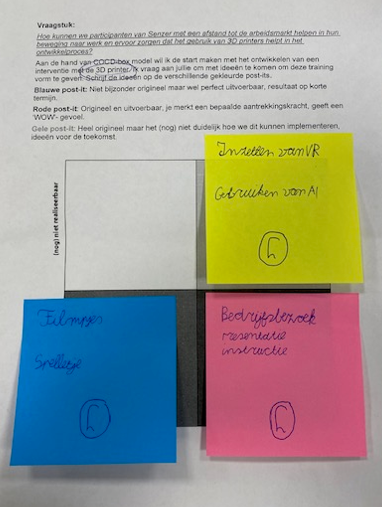 Vraagstuk:
Hoe kunnen we participanten van Senzer met een afstand tot de arbeidsmarkt helpen in hun
beweging naar werk en ervoor zorgen dat het gebruik van 3D printers helpt in het
ontwikkelproces?
Aan de hand van COCD-box model wil ik de start maken met het ontwikkelen van een
interventie met de 3D printer. Ik vraag aan jullie om met ideeën te komen om deze training
vorm te geven. Schrijf de ideeën op de verschillende gekleurde post-its.
Blauwe post-it: Niet bijzonder origineel maar wel perfect uitvoerbaar, resultaat op korte
termijn.
Rode post-it: Origineel en uitvoerbaar, je merkt een bepaalde aantrekkingskracht, geeft een
'WOW'- gevoel.
Gele post-it: Heel origineel maar het (nog) niet duidelijk hoe we dit kunnen implementeren,
ideeën voor de toekomst.
(nog) niet realiseerbaar
Inzetten van VR
Gebruiken van AI
Filmpjes
Spelletje
Bedrijfsbezoek
resentatie
instructie